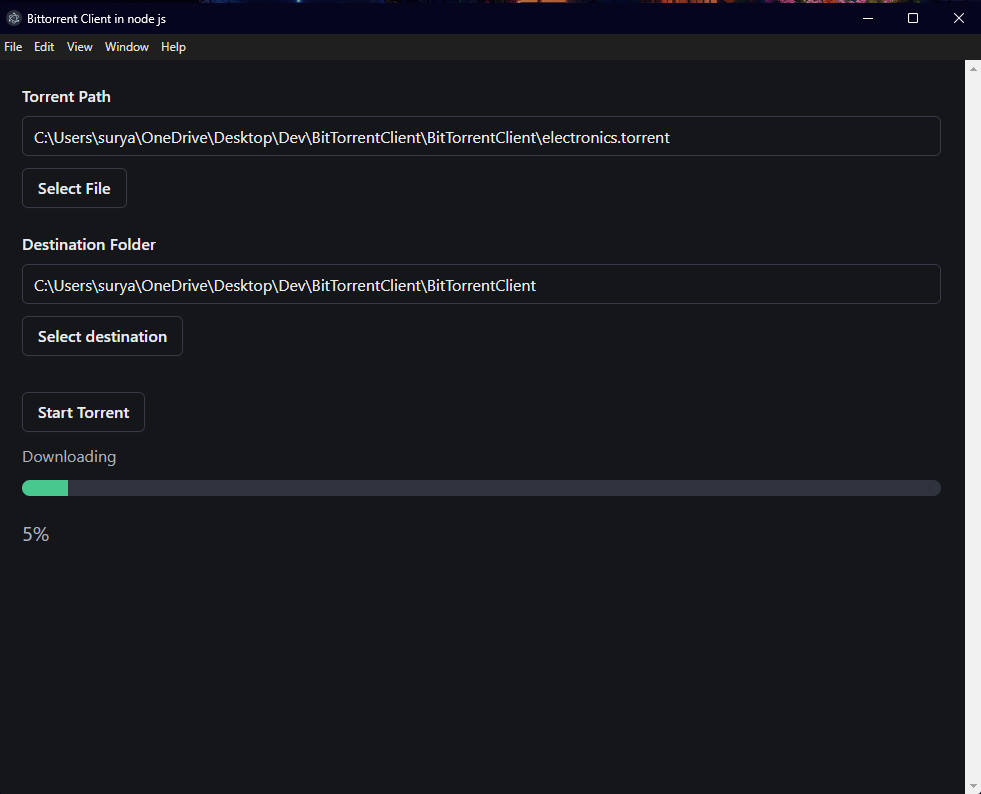 Bittorrent Client in node js
File Edit View Window Help
Torrent Path
C:\Users\surya\OneDrive\Desktop\Dev\BitTorrentClient\BitTorrentClient\electronics.torrent
Select File
Destination Folder
C:\Users\surya\OneDrive\Desktop\Dev\BitTorrentClient\BitTorrentClient
Select destination
Start Torrent
Downloading
5%